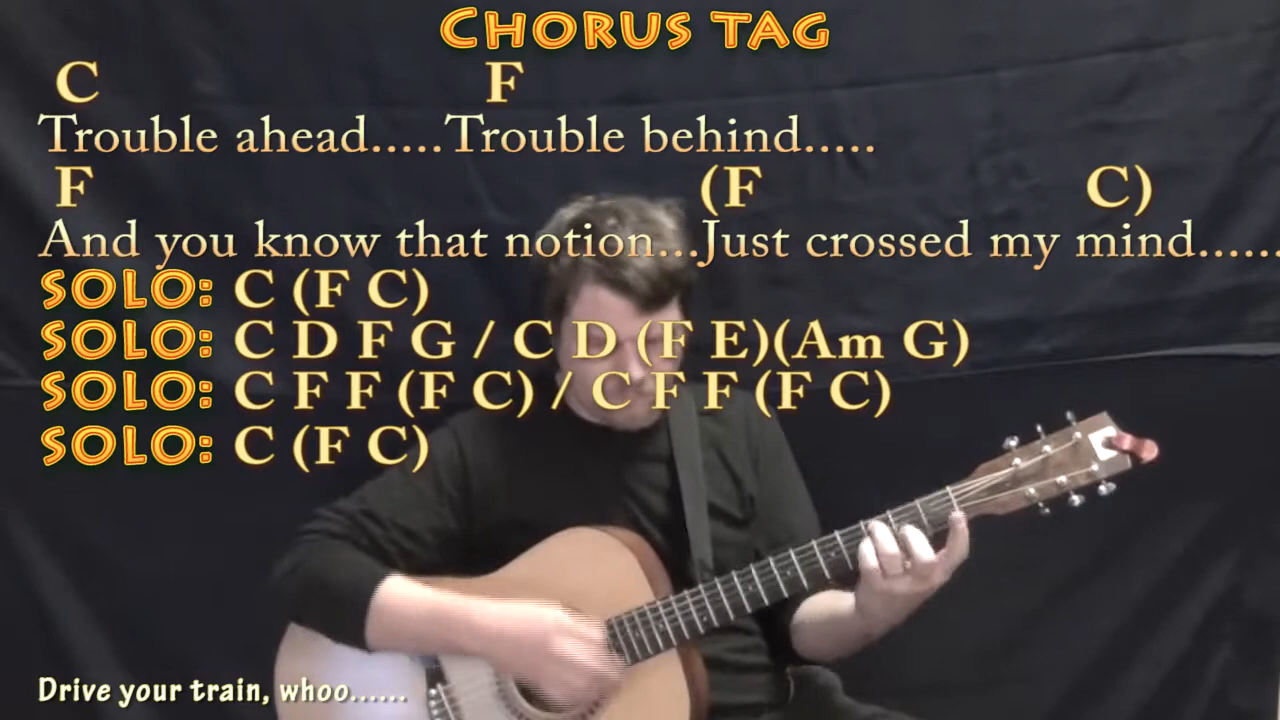 CHORUS TAG
C F
Trouble ahead.....Trouble behind.....
F (F C)
And you know that notion...Just crossed my mind......
SOLO: C (F C)
SOLO: C D F G / C D (F E)(Am G)
SOLO: C F F (F C) / C F F (F C)
SOLO: C (F C)
Drive your train, whoo......